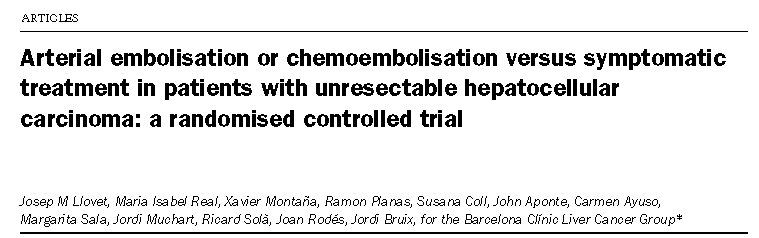 ARTICLES
Arterial embolisation or chemoembolisation versus symptomatic
treatment in patients with unresectable hepatocellular
carcinoma: a randomised controlled trial
Josep M Llovet, Maria Isabel Real, Xavier Montaña, Ramon Planas, Susana Coll, John Aponte, Carmen Ayuso,
Margarita Sala, Jordi Muchart, Ricard Solà, Joan Rodés, Jordi Bruix, for the Barcelona Clínic Liver Cancer Group*